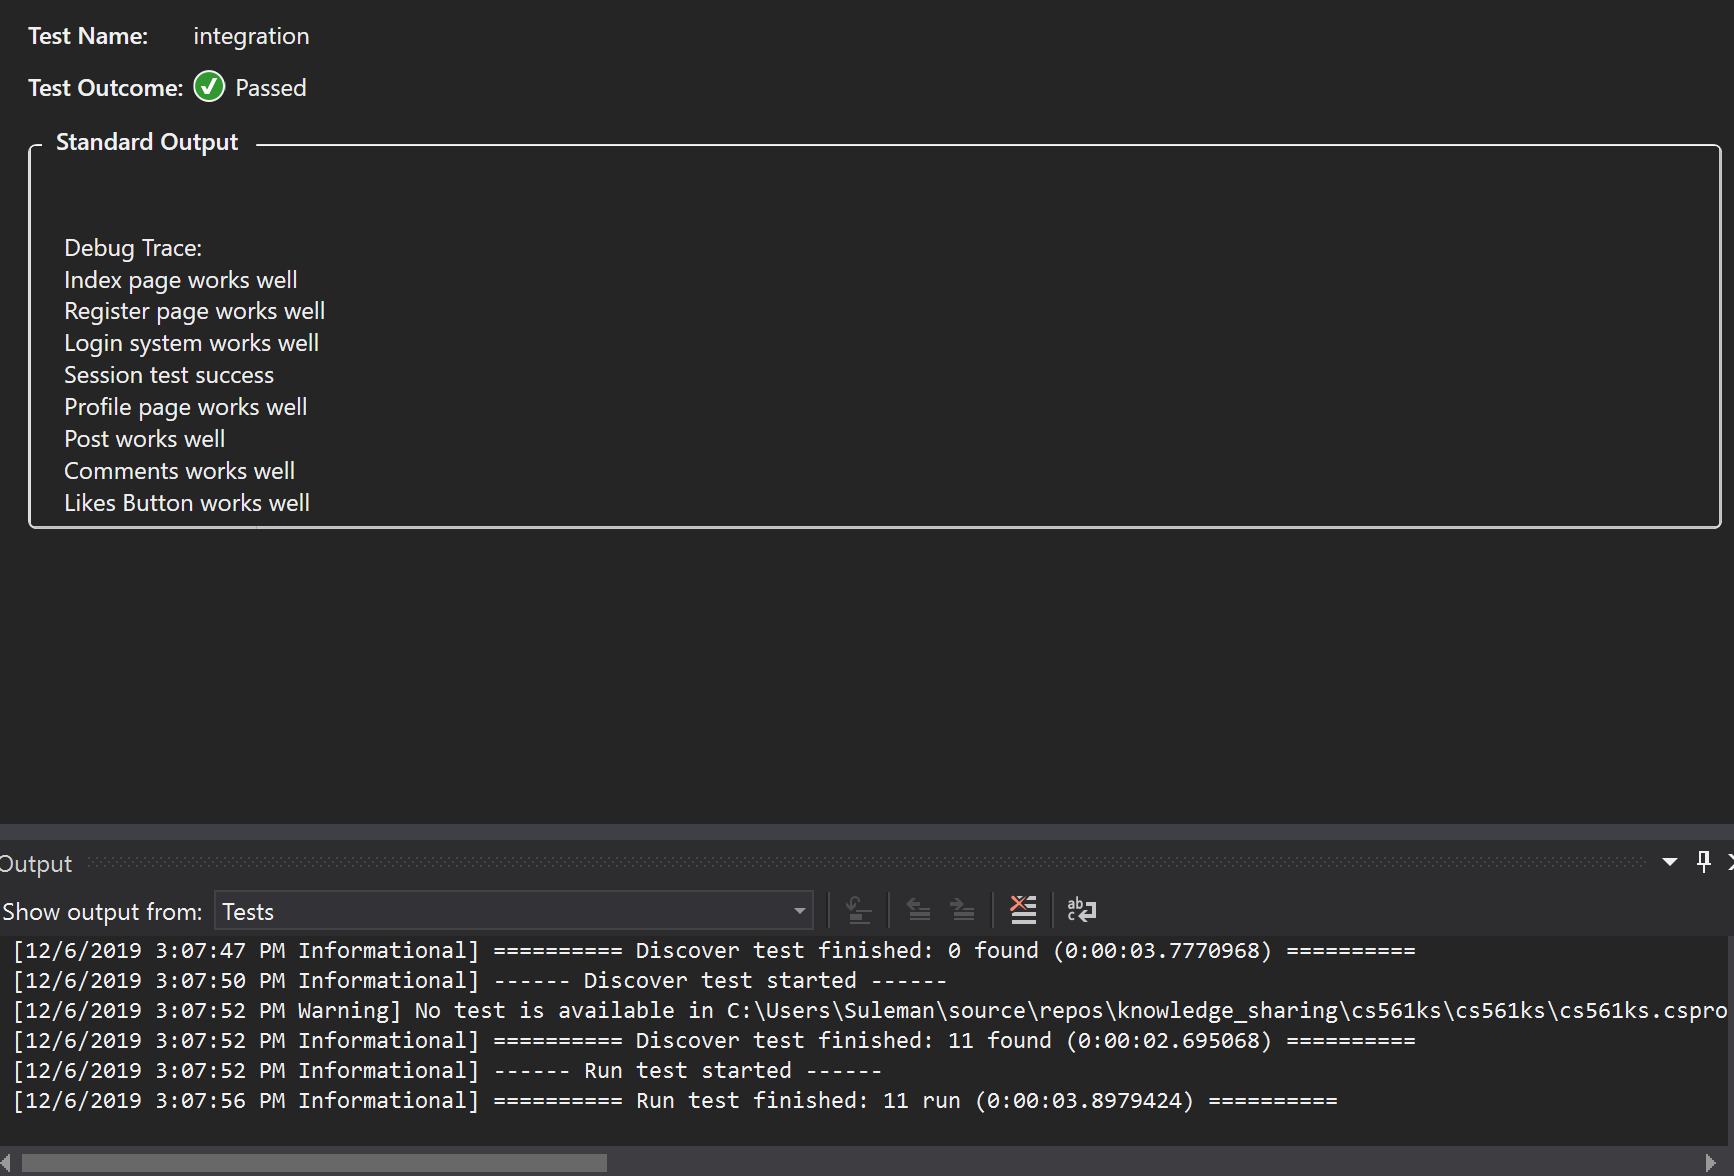 Test Name: integration
Test Outcome: Passed
Standard Output
Debug Trace:
Index page works well
Register page works well
Login system works well
Session test success
Profile page works well
Post works well
Comments works well
Likes Button works well
Output
Show output from: Tests
[12/6/2019 3:07:47 PM Informational] ========== Discover test finished: 0 found (0:00:03.7770968) ==========
[12/6/2019 3:07:50 PM Informational] ------ Discover test started ------
[12/6/2019 3:07:52 PM Warning] No test is available in C:\Users\Suleman\source\repos\knowledge_sharing\cs561ks\cs561ks\cs561ks.cspro
[12/6/2019 3:07:52 PM Informational] ========== Discover test finished: 11 found (0:00:02.695068) ==========
[12/6/2019 3:07:52 PM Informational] ------ Run test started ------
[12/6/2019 3:07:56 PM Informational] ========== Run test finished: 11 run (0:00:03.8979424) ==========